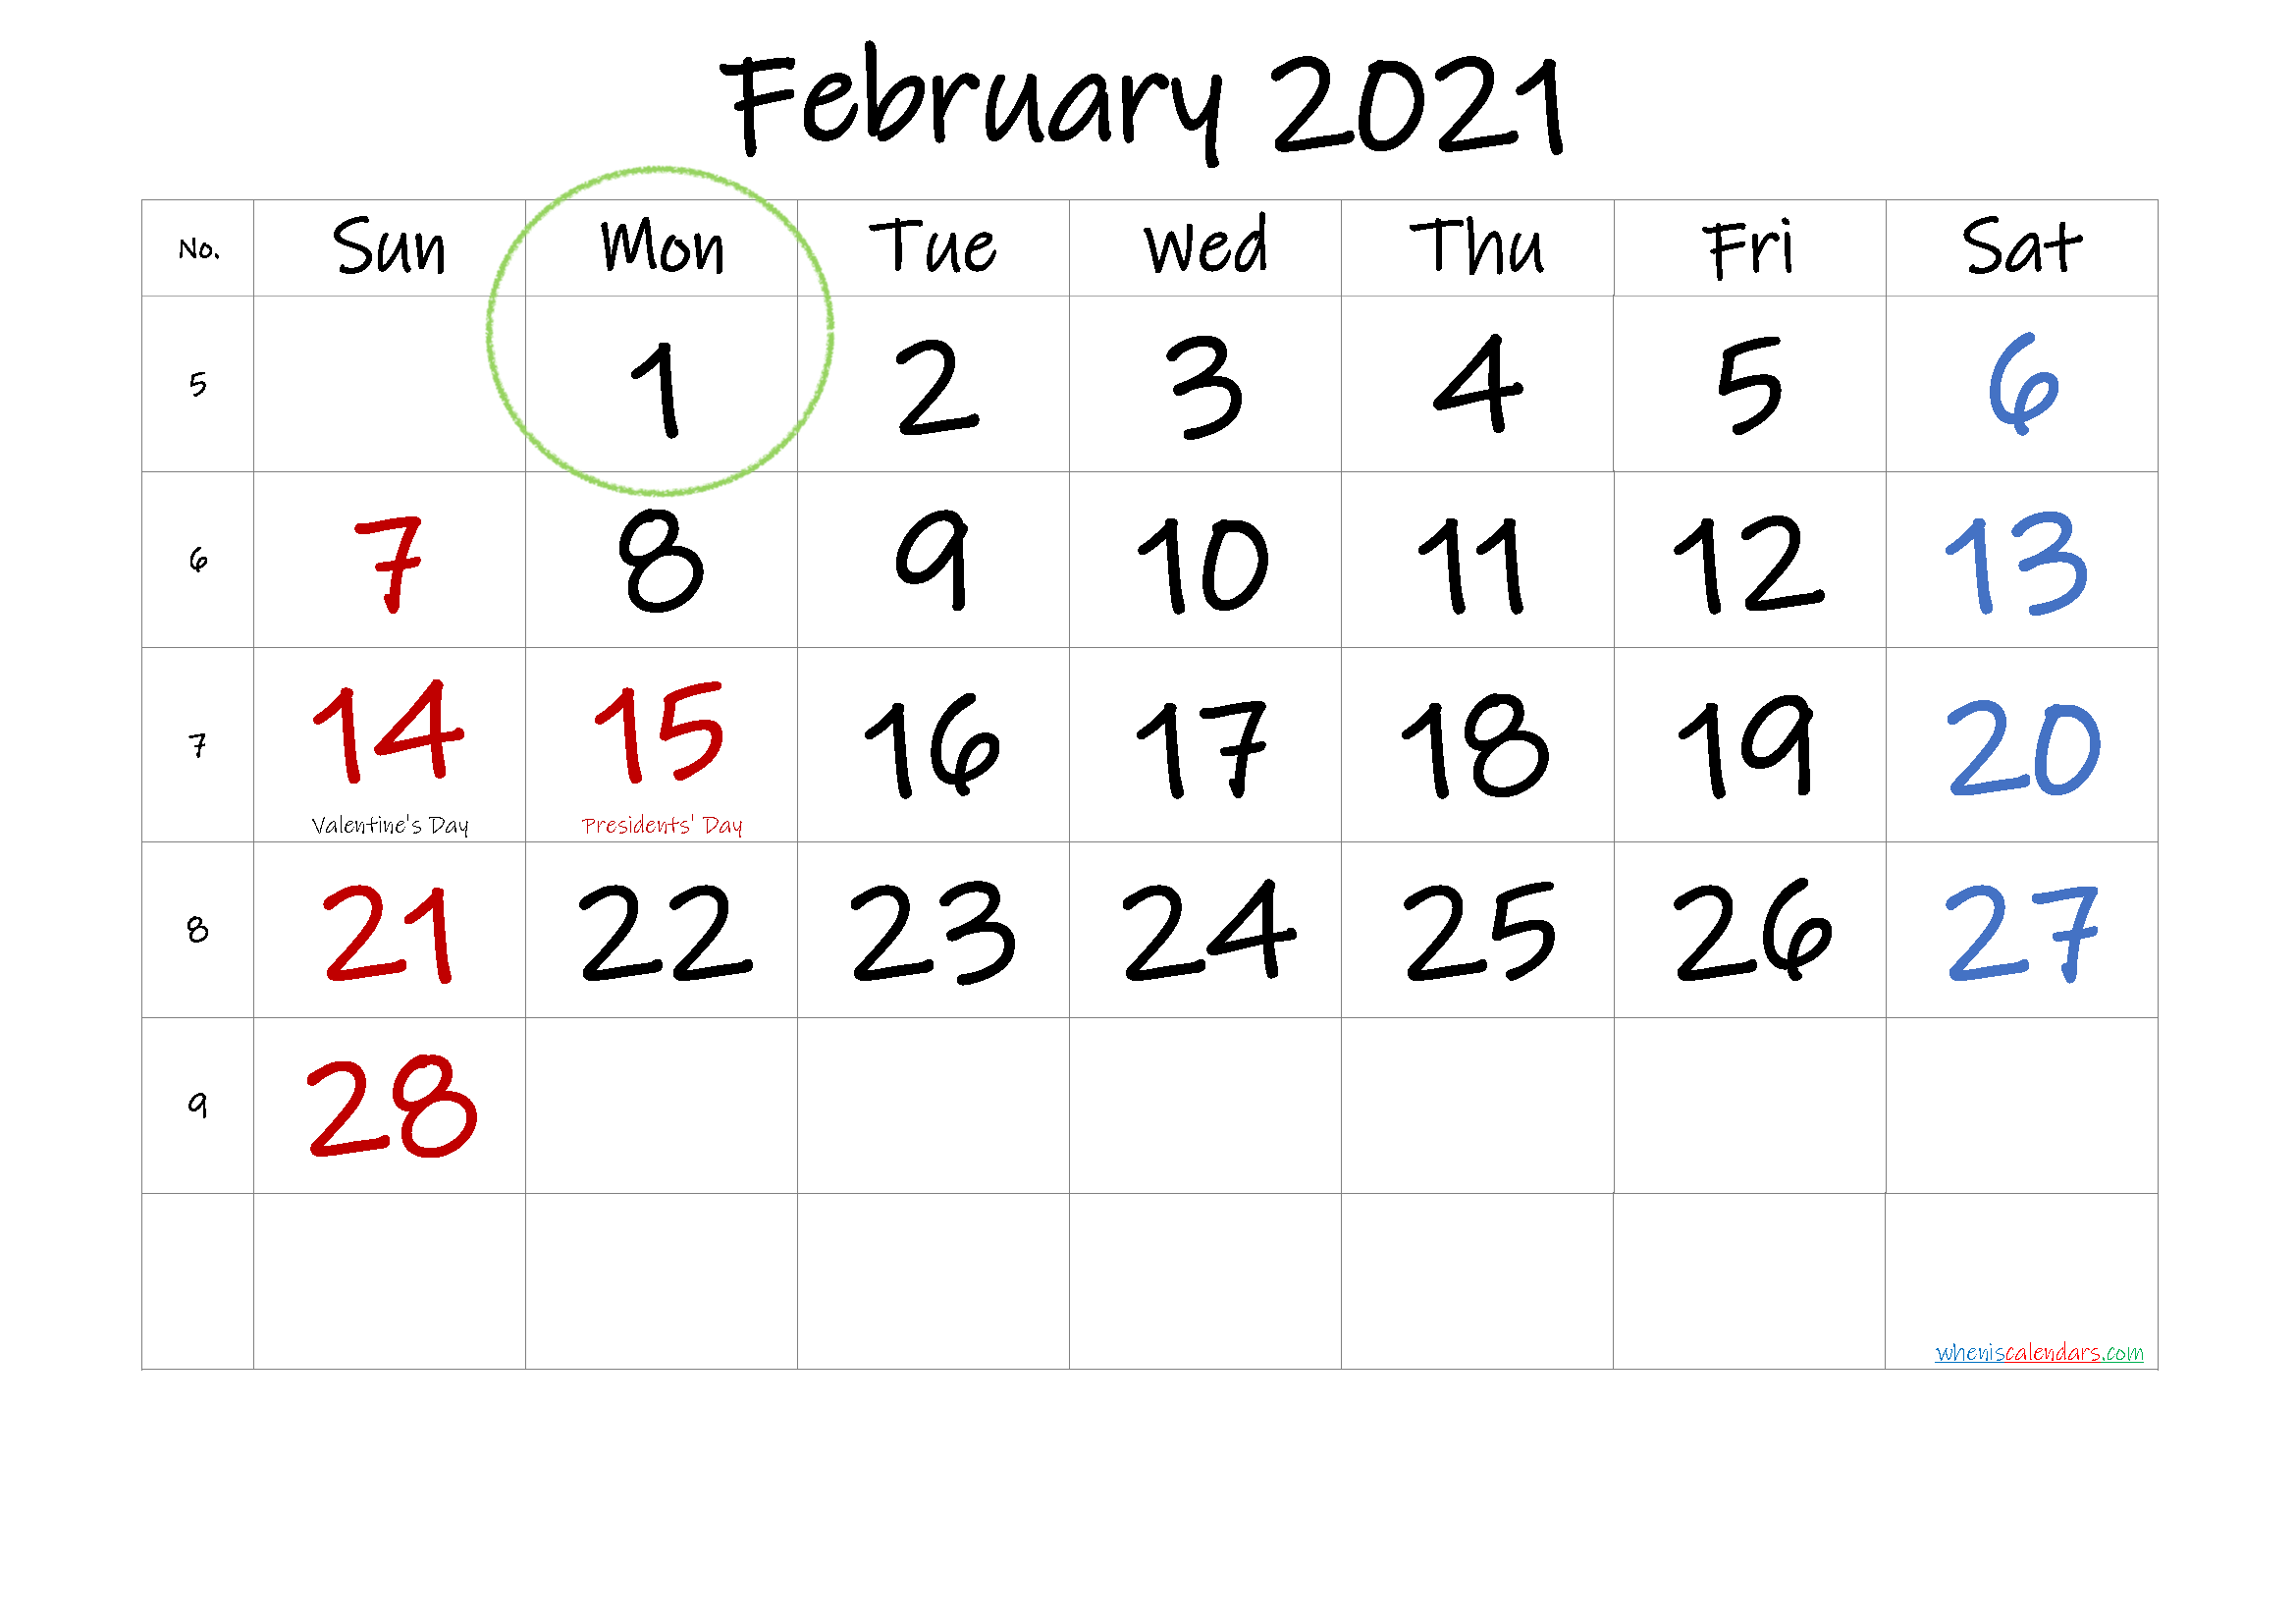 February 2021
No. Sun Mon Tue Wed Thu Fri Sat
5 1 2 3 4 5 6
6 7 8 9 10 11 12 13
7 14 15 16 17 18 19 20
Valentine's Day Presidents' Day
8 21 22 23 24 25 26 27
9 28
wheniscalendars.com